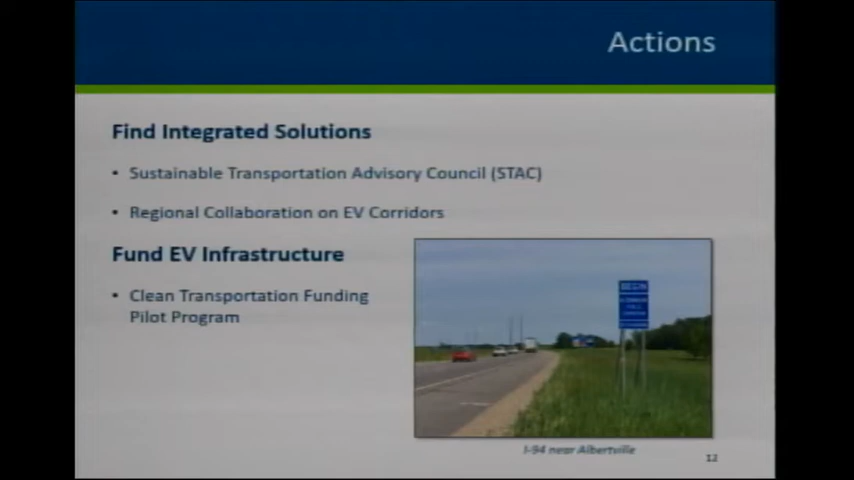 Actions
Find Integrated Solutions
• Sustainable Transportation Advisory Council (STAC)
• Regional Collaboration on EV Corridors
Fund EV Infrastructure
• Clean Transportation Funding
Pilot Program
BEGIN
I-94 near Albertville
12